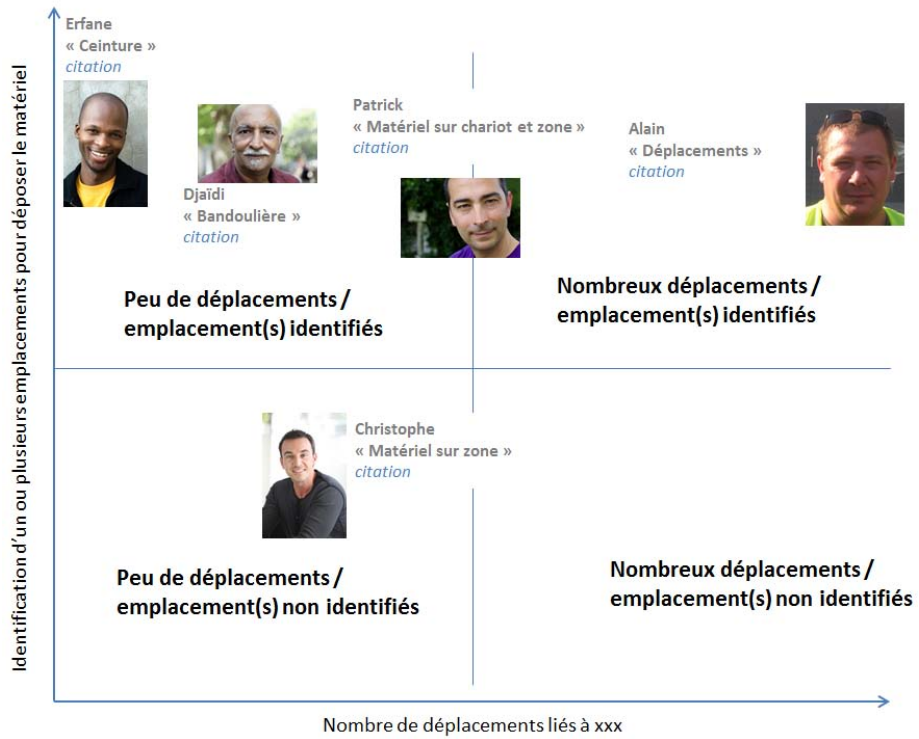 Identification d'un ou plusieurs emplacements pour déposer le matériel
Erfane
« Ceinture »
citation
Djaïdi
« Bandoulière »
citation
Patrick
« Matériel sur chariot et zone »
citation
Alain
« Déplacements »
citation
Peu de déplacements /
emplacement(s) identifiés
Nombreux déplacements /
emplacement(s) identifiés
Christophe
« Matériel sur zone »
citation
Peu de déplacements /
emplacement(s) non identifiés
Nombreux déplacements /
emplacement(s) non identifiés
Nombre de déplacements liés à xxx